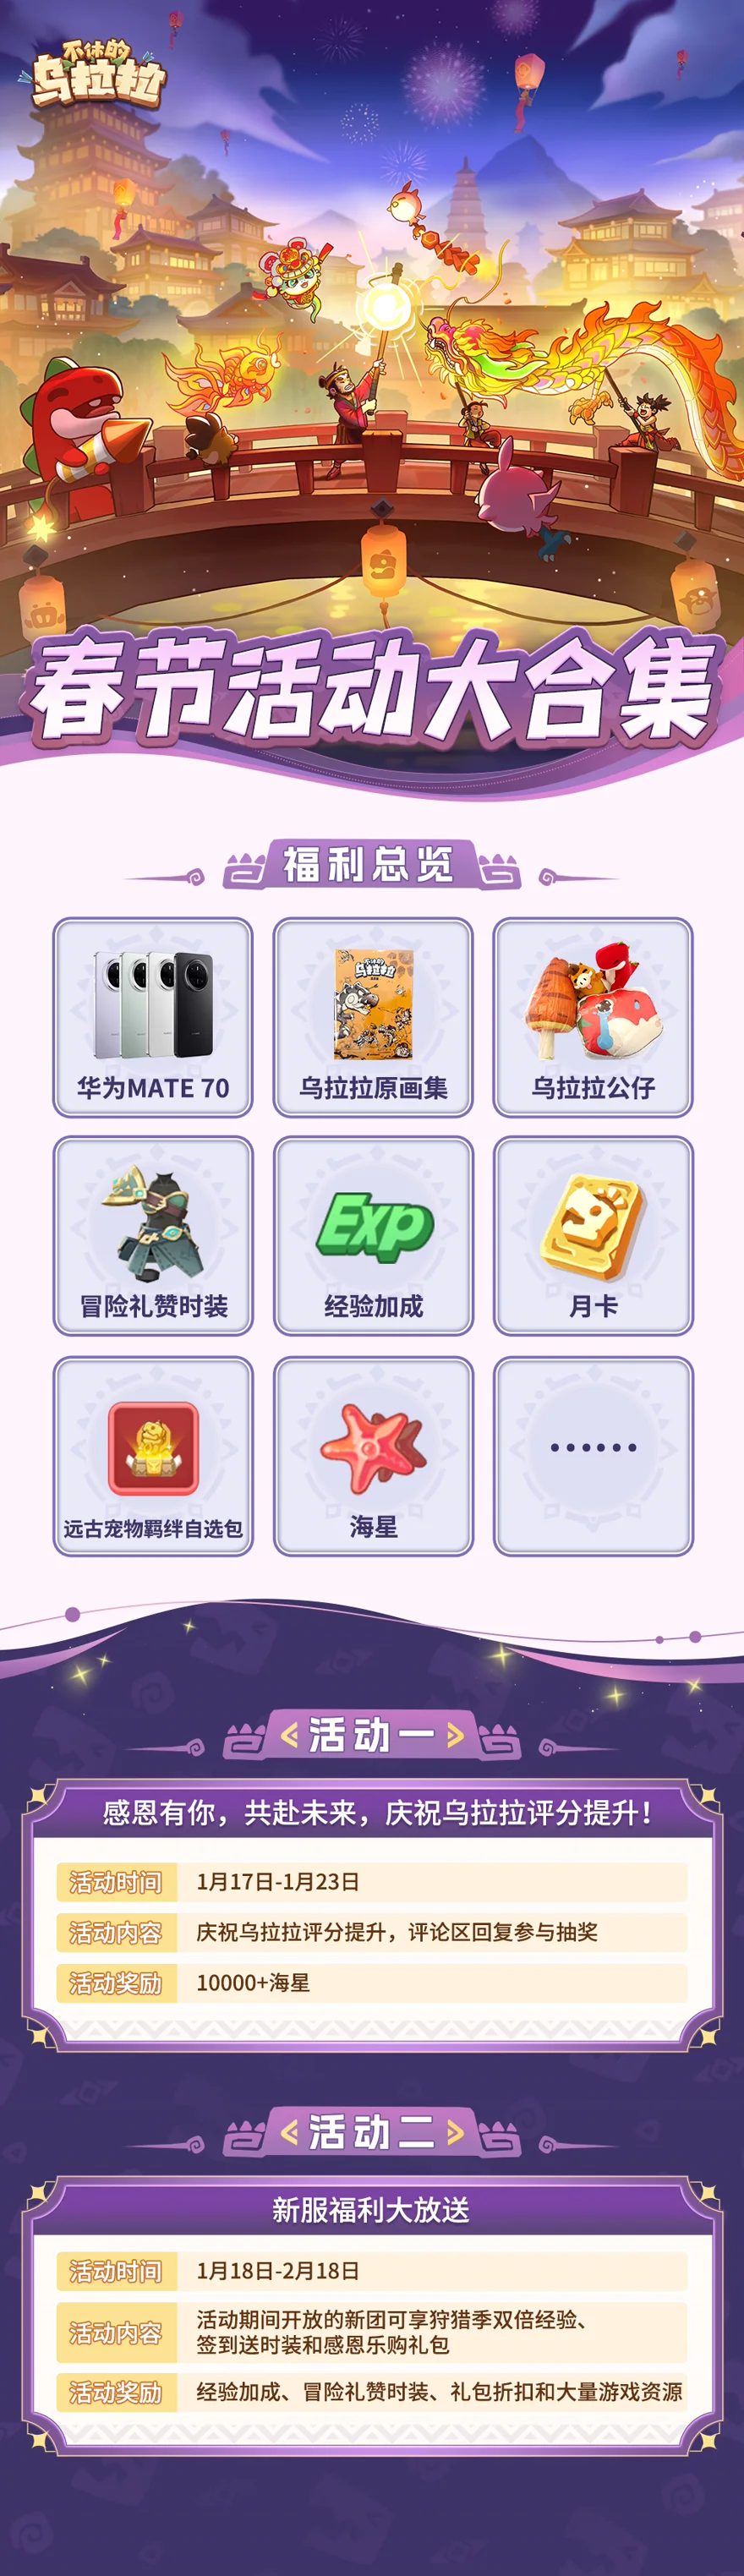 不休的
乌拉拉
春节活动大合集
福利总览
不休的
乌拉拉
华为MATE 70
乌拉拉原画集
乌拉拉公仔
Exp
冒险礼赞时装
经验加成
月卡
远古宠物羁绊自选包
海星
......
活动一
感恩有你，共赴未来，庆祝乌拉拉评分提升！
活动时间 1月17日-1月23日
活动内容 庆祝乌拉拉评分提升，评论区回复参与抽奖
活动奖励 10000+海星
活动二
新服福利大放送
活动时间 1月18日-2月18日
活动内容 活动期间开放的新团可享狩猎季双倍经验、
签到送时装和感恩乐购礼包
活动奖励 经验加成、冒险礼赞时装、礼包折扣和大量游戏资源